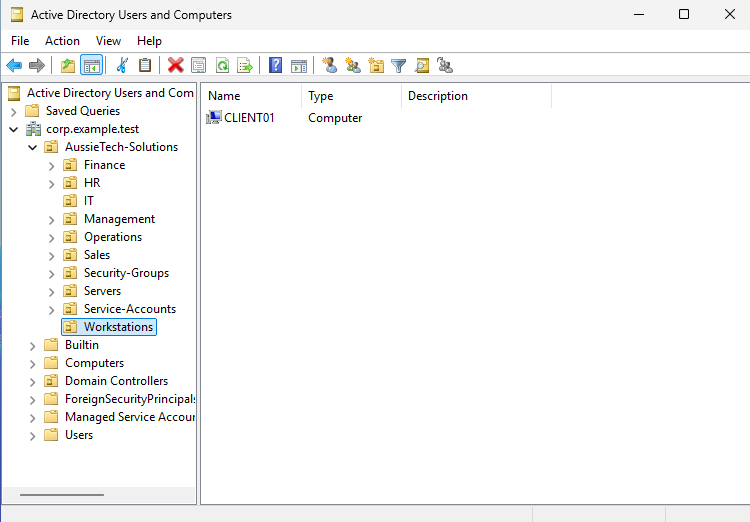 Active Directory Users and Computers
File Action View Help
Active Directory Users and Com
Saved Queries
corp.example.test
AussieTech-Solutions
Finance
HR
IT
Management
Operations
Sales
Security-Groups
Servers
Service-Accounts
Workstations
Builtin
Computers
Domain Controllers
ForeignSecurityPrincipals
Managed Service Accour
Users
Name Type Description
CLIENT01 Computer